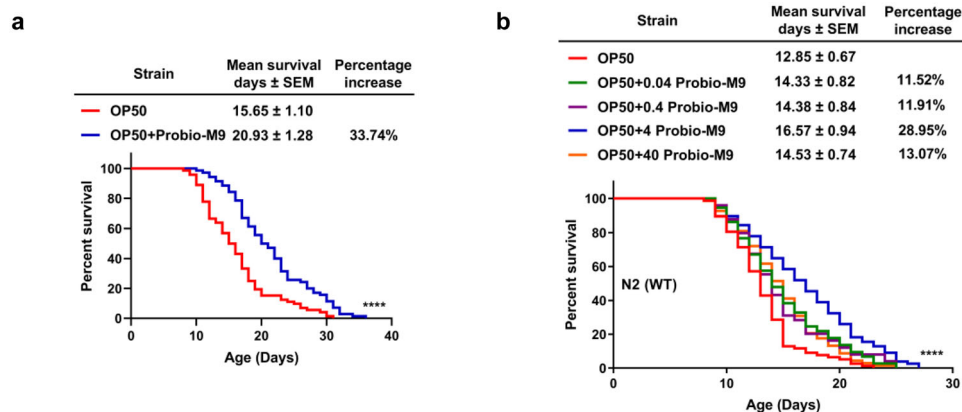 a
Strain Mean survival days ± SEM Percentage increase
OP50 15.65 ± 1.10
OP50+Probio-M9 20.93 ± 1.28 33.74%
Percent survival
100
80
60
40
20
0
0 10 20 30 40
****
Age (Days)
b
Strain Mean survival days ± SEM Percentage increase
OP50 12.85 ± 0.67
OP50+0.04 Probio-M9 14.33 ± 0.82 11.52%
OP50+0.4 Probio-M9 14.38 ± 0.84 11.91%
OP50+4 Probio-M9 16.57 ± 0.94 28.95%
OP50+40 Probio-M9 14.53 ± 0.74 13.07%
Percent survival
100
80
60
40
20
0
N2 (WT)
0 10 20 30
****
Age (Days)